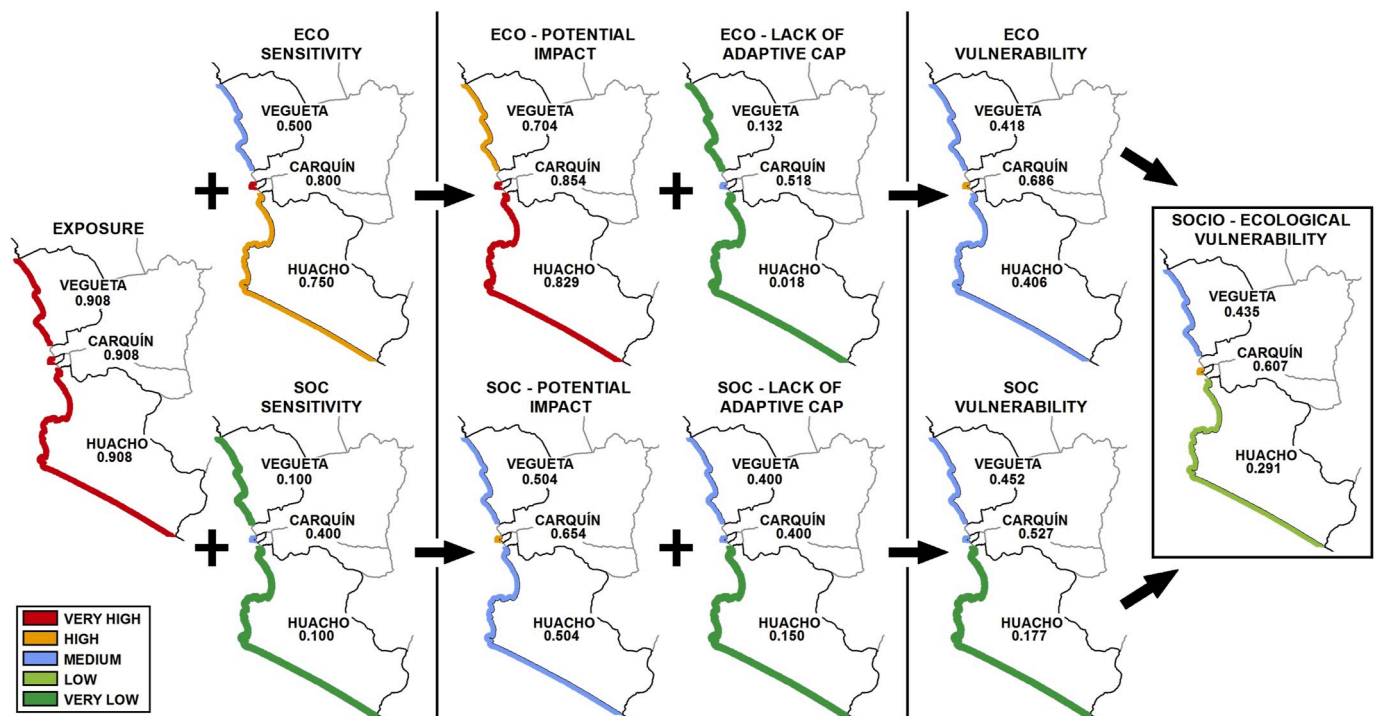 ECO
SENSITIVITY
VEGUETA
0.500
CARQUÍN
0.800
HUACHO
0.750
ECO - POTENTIAL
IMPACT
VEGUETA
0.704
CARQUÍN
0.854
HUACHO
0.829
ECO - LACK OF
ADAPTIVE CAP
VEGUETA
0.132
CARQUÍN
0.518
HUACHO
0.018
ECO
VULNERABILITY
VEGUETA
0.418
CARQUÍN
0.686
HUACHO
0.406
EXPOSURE
VEGUETA
0.908
CARQUÍN
0.908
HUACHO
0.908
SOCIO - ECOLOGICAL
VULNERABILITY
VEGUETA
0.435
CARQUÍN
0.607
HUACHO
0.291
SOC
SENSITIVITY
VEGUETA
0.100
CARQUÍN
0.400
HUACHO
0.100
SOC - POTENTIAL
IMPACT
VEGUETA
0.504
CARQUÍN
0.654
HUACHO
0.504
SOC - LACK OF
ADAPTIVE CAP
VEGUETA
0.400
CARQUÍN
0.400
HUACHO
0.150
SOC
VULNERABILITY
VEGUETA
0.452
CARQUÍN
0.527
HUACHO
0.177
VERY HIGH
HIGH
MEDIUM
LOW
VERY LOW